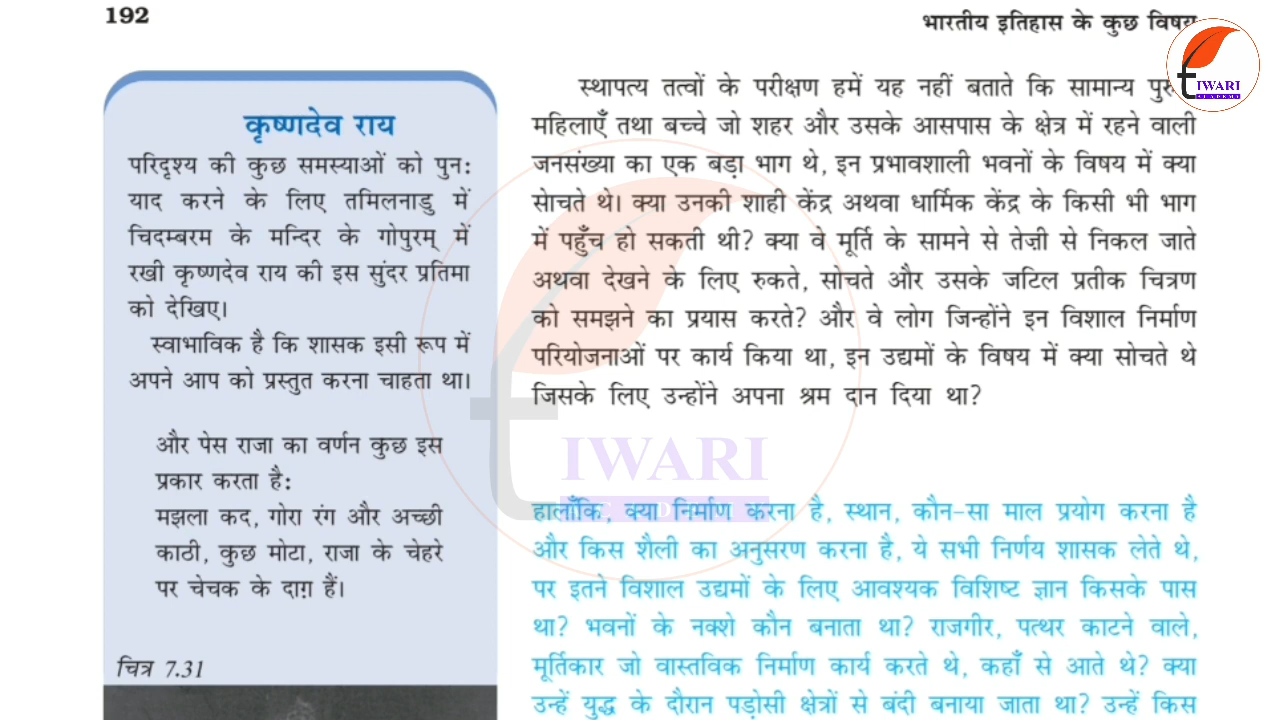 192
भारतीय इतिहास के कुछ विषय
कृष्णदेव राय
परिदृश्य की कुछ समस्याओं को पुनः
याद करने के लिए तमिलनाडु में
चिदम्बरम के मन्दिर के गोपुरम् में
रखी कृष्णदेव राय की इस सुंदर प्रतिमा
को देखिए।
स्वाभाविक है कि शासक इसी रूप में
अपने आप को प्रस्तुत करना चाहता था।
और पेस राजा का वर्णन कुछ इस
प्रकार करता है:
मझला कद, गोरा रंग और अच्छी
काठी, कुछ मोटा, राजा के चेहरे
पर चेचक के दाग़ हैं।
चित्र 7.31
स्थापत्य तत्वों के परीक्षण हमें यह नहीं बताते कि सामान्य
महिलाएँ तथा बच्चे जो शहर और उसके आसपास के क्षेत्र में रहने वाली
जनसंख्या का एक बड़ा भाग थे, इन प्रभावशाली भवनों के विषय में क्या
सोचते थे। क्या उनकी शाही केंद्र अथवा धार्मिक केंद्र के किसी भी भाग
में पहुँच हो सकती थी? क्या वे मूर्ति के सामने से तेज़ी से निकल जाते
अथवा देखने के लिए रुकते, सोचते और उसके जटिल प्रतीक चित्रण
को समझने का प्रयास करते? और वे लोग जिन्होंने इन विशाल निर्माण
परियोजनाओं पर कार्य किया था, इन उद्यमों के विषय में क्या सोचते थे
जिसके लिए उन्होंने अपना श्रम दान दिया था?
हालाँकि, क्या निर्माण करना है, स्थान, कौन-सा माल प्रयोग करना है
और किस शैली का अनुसरण करना है, ये सभी निर्णय शासक लेते थे,
पर इतने विशाल उद्यमों के लिए आवश्यक विशिष्ट ज्ञान किसके पास
था? भवनों के नक्शे कौन बनाता था? राजगीर, पत्थर काटने वाले,
मूर्तिकार जो वास्तविक निर्माण कार्य करते थे, कहाँ से आते थे? क्या
उन्हें युद्ध के दौरान पड़ोसी क्षेत्रों से बंदी बनाया जाता था? उन्हें किस
TIWARI
ACADEMY
TIWARI